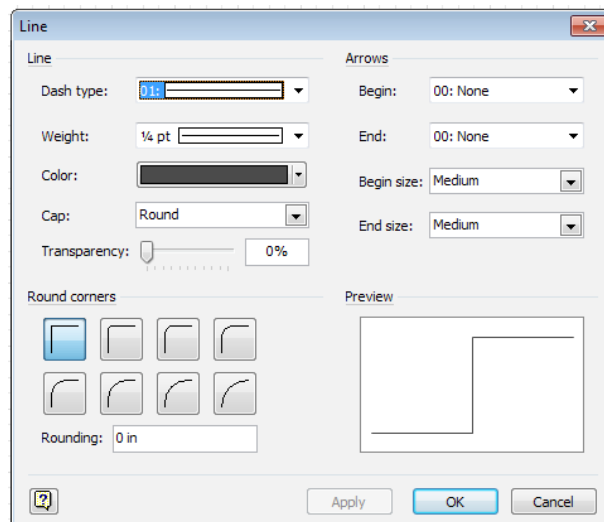 Line
Line
Dash type: 01:
Weight: ¼ pt
Color:
Cap: Round
Transparency: 0%
Arrows
Begin: 00: None
End: 00: None
Begin size: Medium
End size: Medium
Round corners
Rounding: 0 in
Preview
?
Apply
OK
Cancel